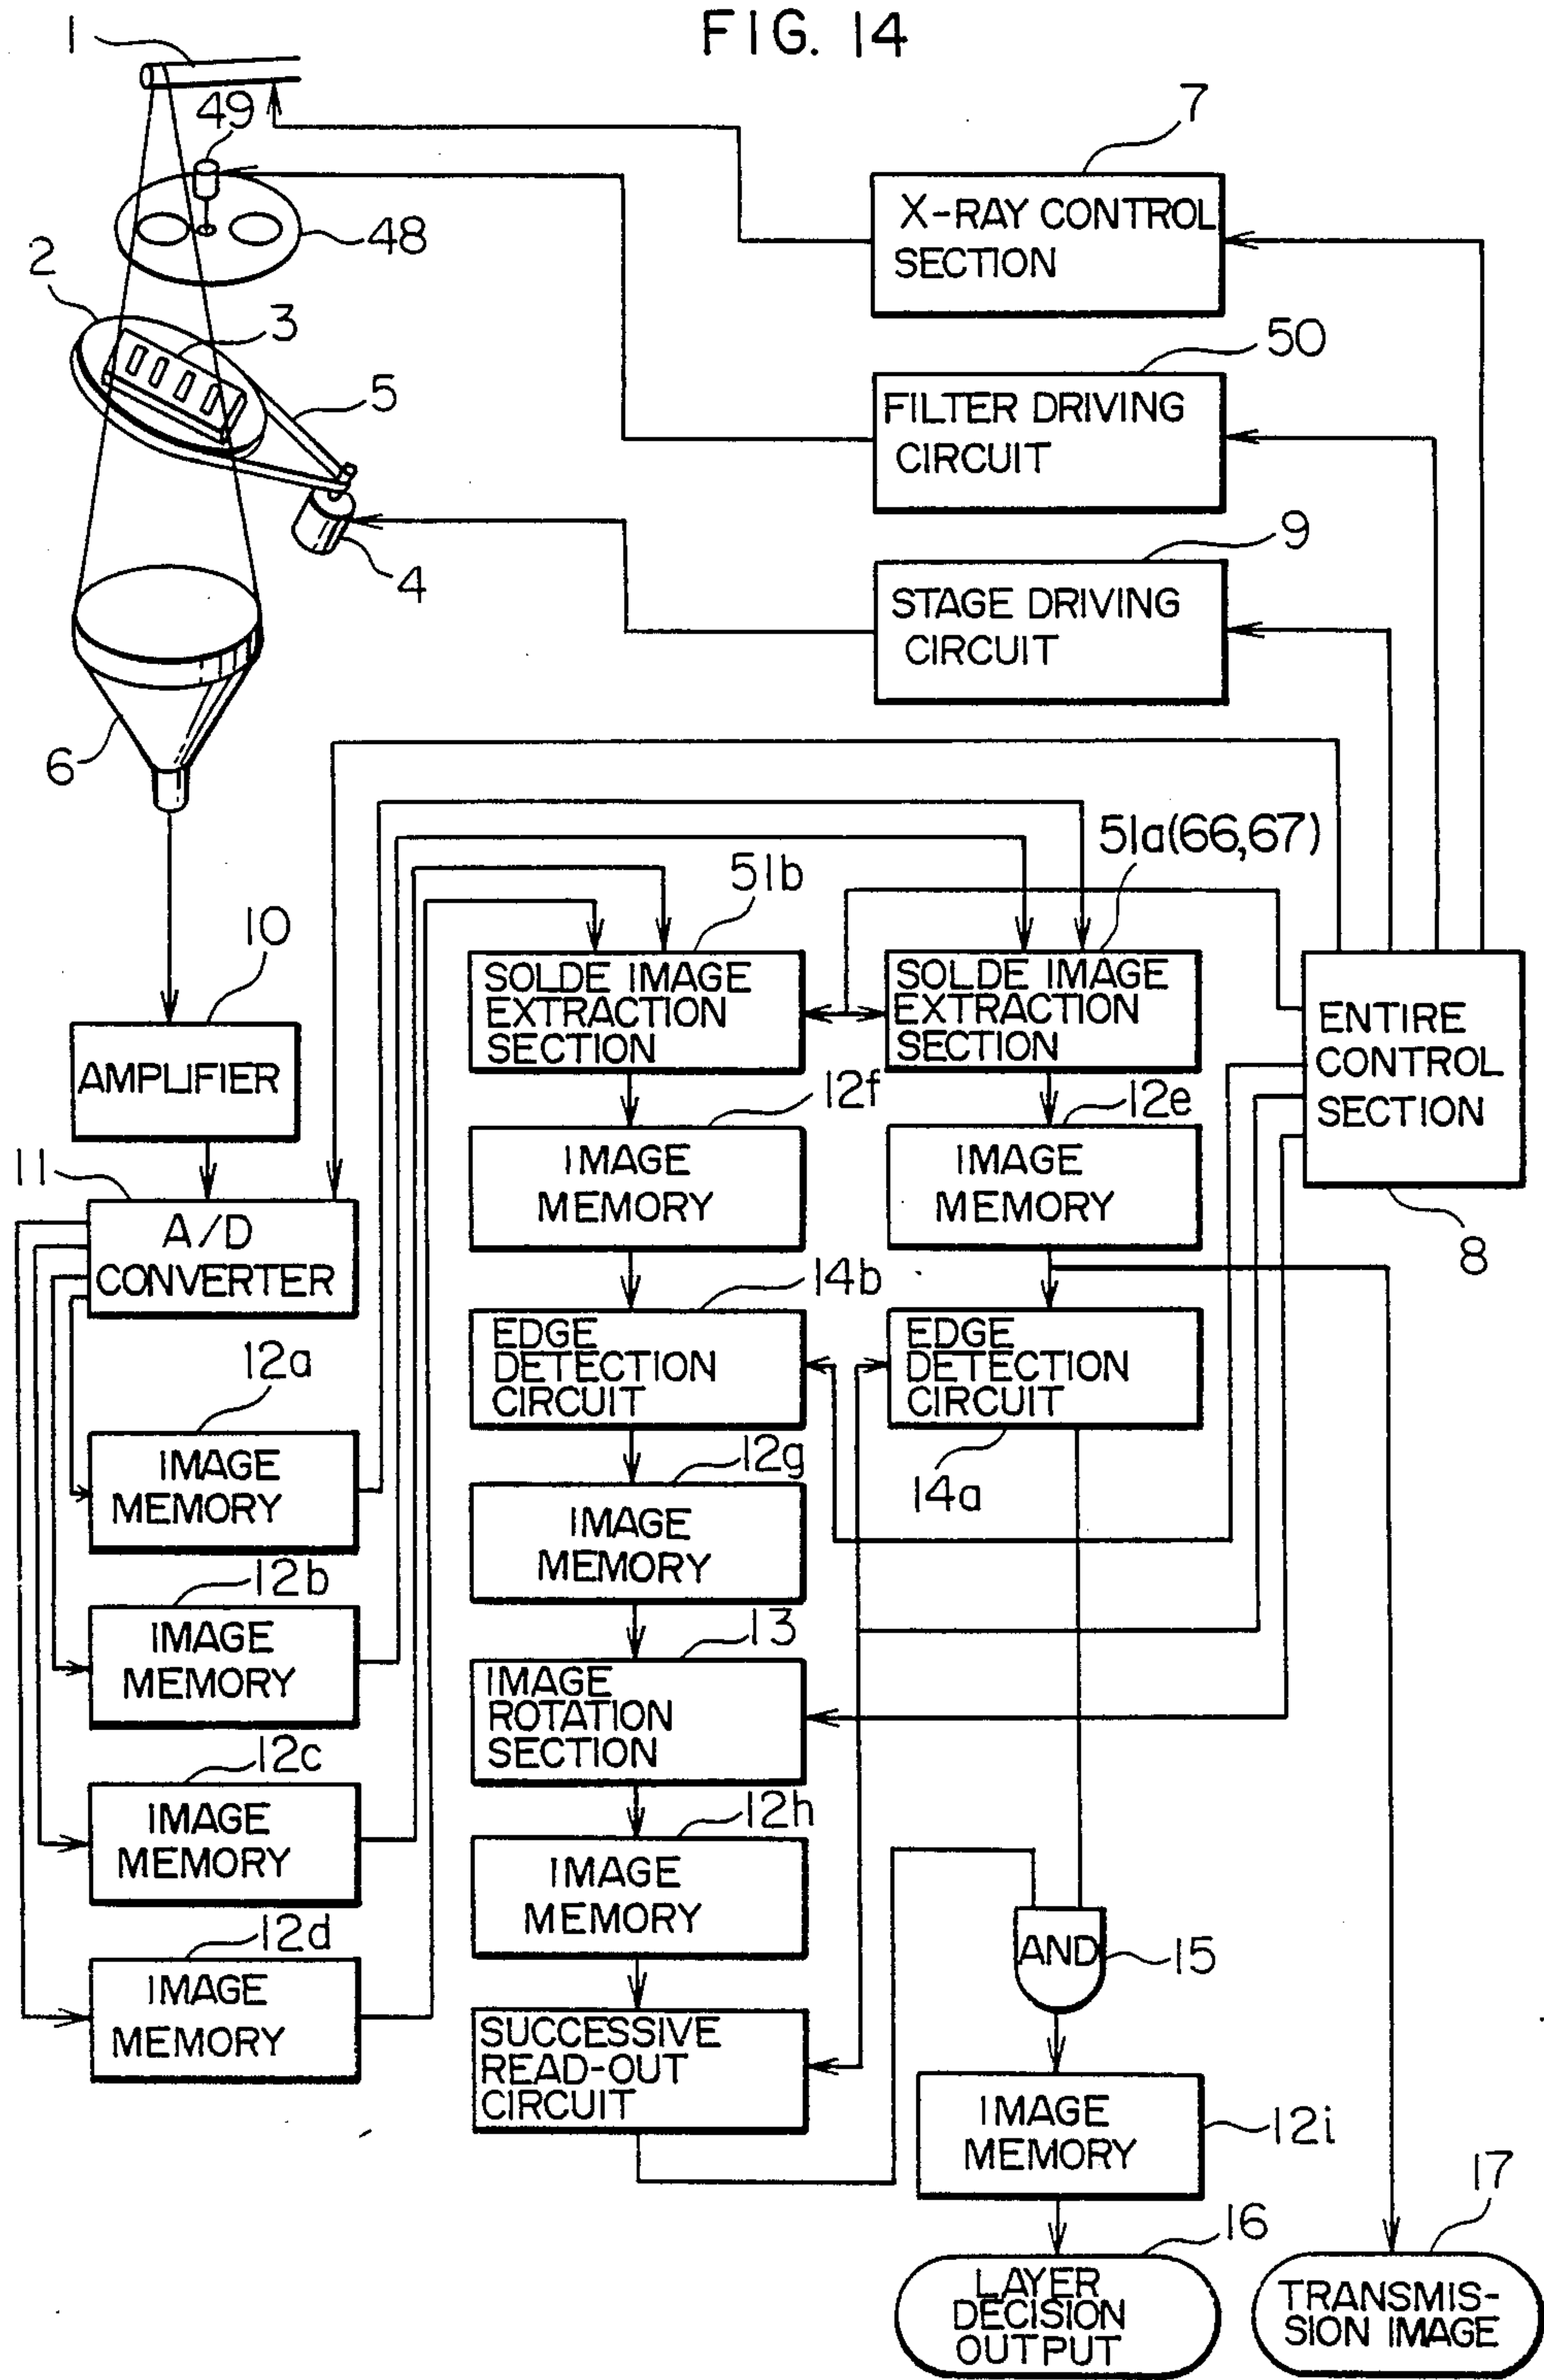 FIG. 14
1
49
7
X-RAY CONTROL
SECTION
48
2
3
50
5
FILTER DRIVING
CIRCUIT
9
4
STAGE DRIVING
CIRCUIT
6
51a(66,67)
51b
10
SOLDE IMAGE
EXTRACTION
SECTION
SOLDE IMAGE
EXTRACTION
SECTION
ENTIRE
CONTROL
SECTION
AMPLIFIER
12f
12e
IMAGE
MEMORY
IMAGE
MEMORY
11
8
A/D
CONVERTER
14b
EDGE
DETECTION
CIRCUIT
EDGE
DETECTION
CIRCUIT
12a
IMAGE
MEMORY
12g
14a
IMAGE
MEMORY
12b
IMAGE
MEMORY
13
IMAGE
ROTATION
SECTION
12c
IMAGE
MEMORY
12h
IMAGE
MEMORY
12d
IMAGE
MEMORY
AND
15
SUCCESSIVE
READ-OUT
CIRCUIT
IMAGE
MEMORY
12i
17
16
LAYER
DECISION
OUTPUT
TRANSMIS-
SION IMAGE